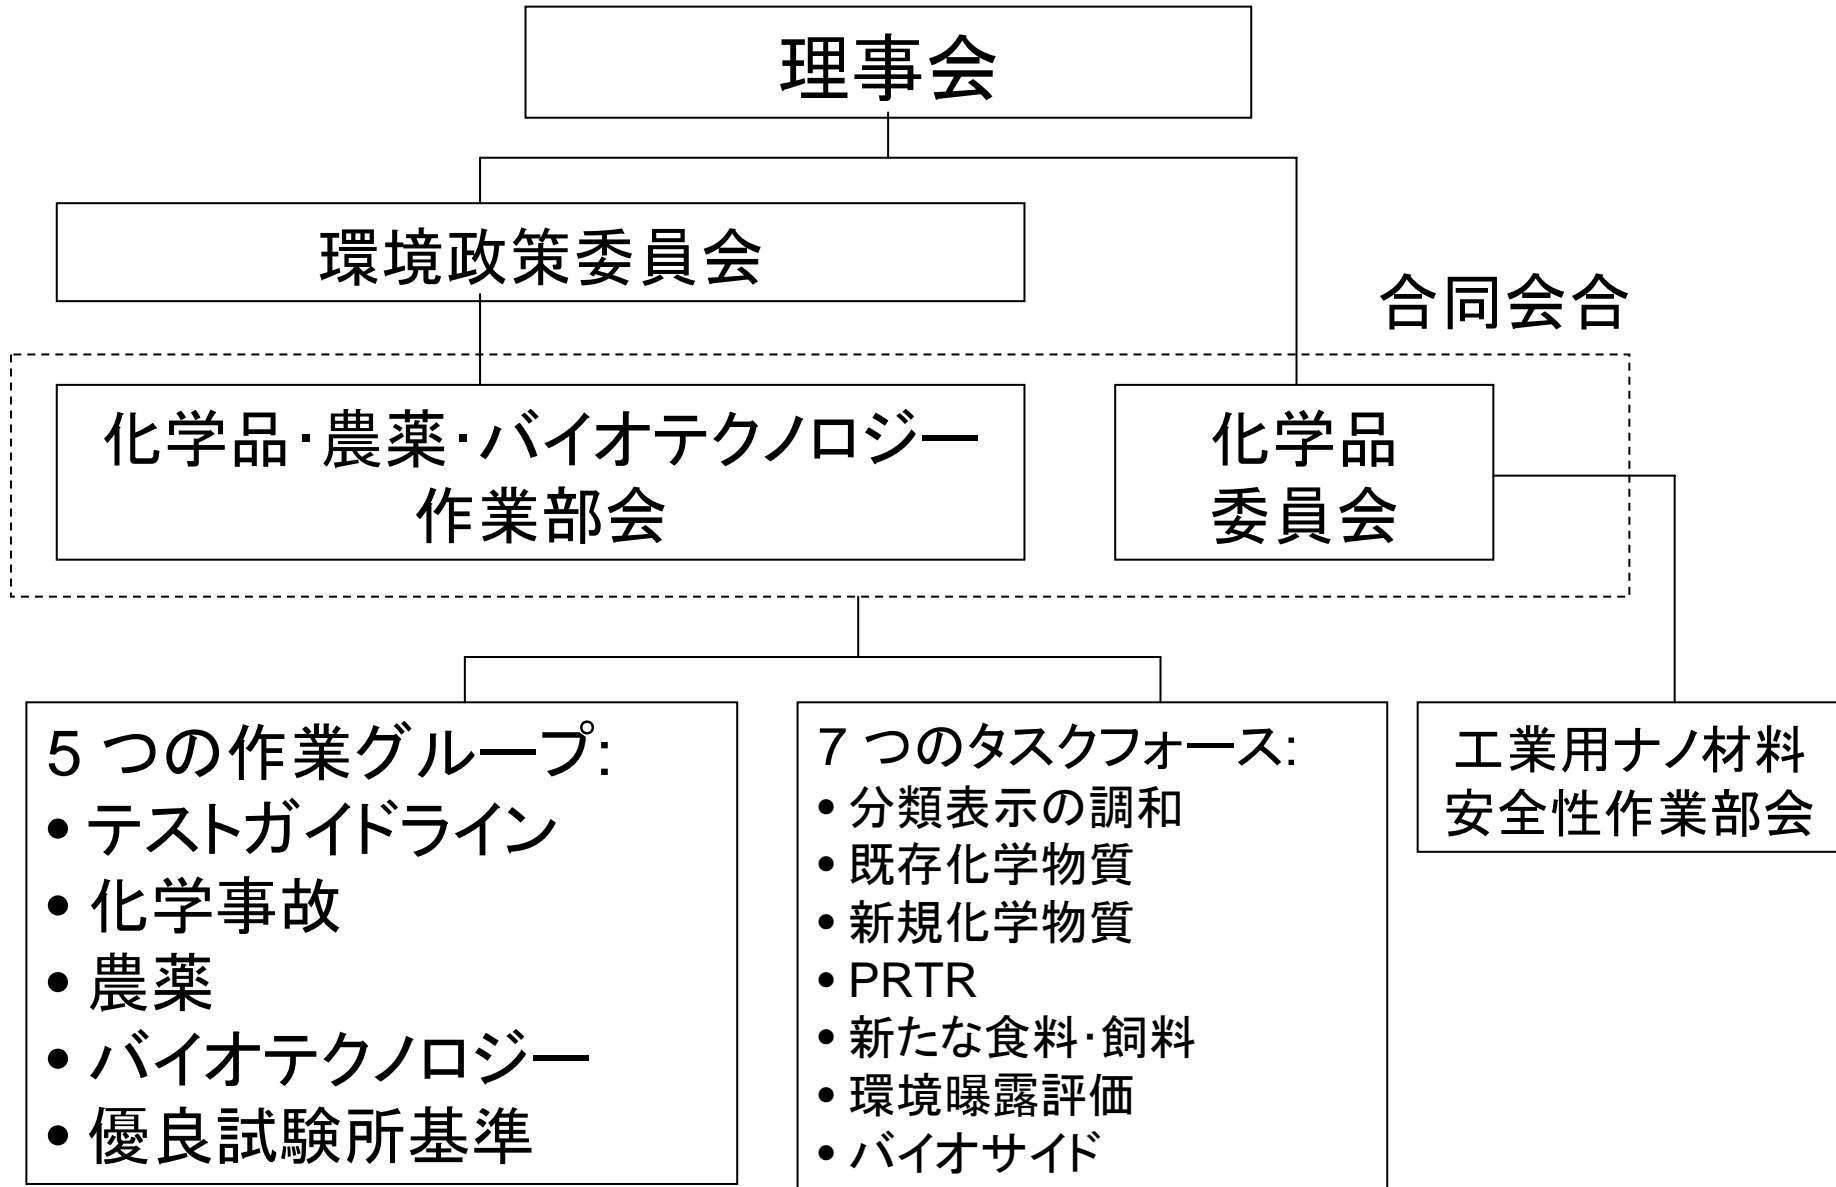 理事会
環境政策委員会
合同会合
化学品・農薬・バイオテクノロジー
作業部会
化学品
委員会
5 つの作業グループ:
• テストガイドライン
• 化学事故
• 農薬
• バイオテクノロジー
• 優良試験所基準
7 つのタスクフォース:
• 分類表示の調和
• 既存化学物質
• 新規化学物質
• PRTR
• 新たな食料・飼料
• 環境曝露評価
• バイオサイド
工業用ナノ材料
安全性作業部会